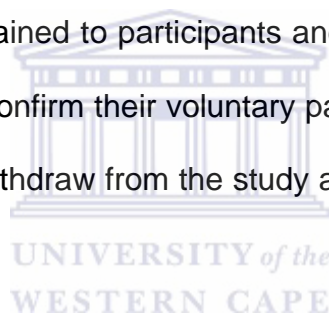 ained to participants and
onfirm their voluntary pa
thdraw from the study a
UNIVERSITY of the
WESTERN CAPE